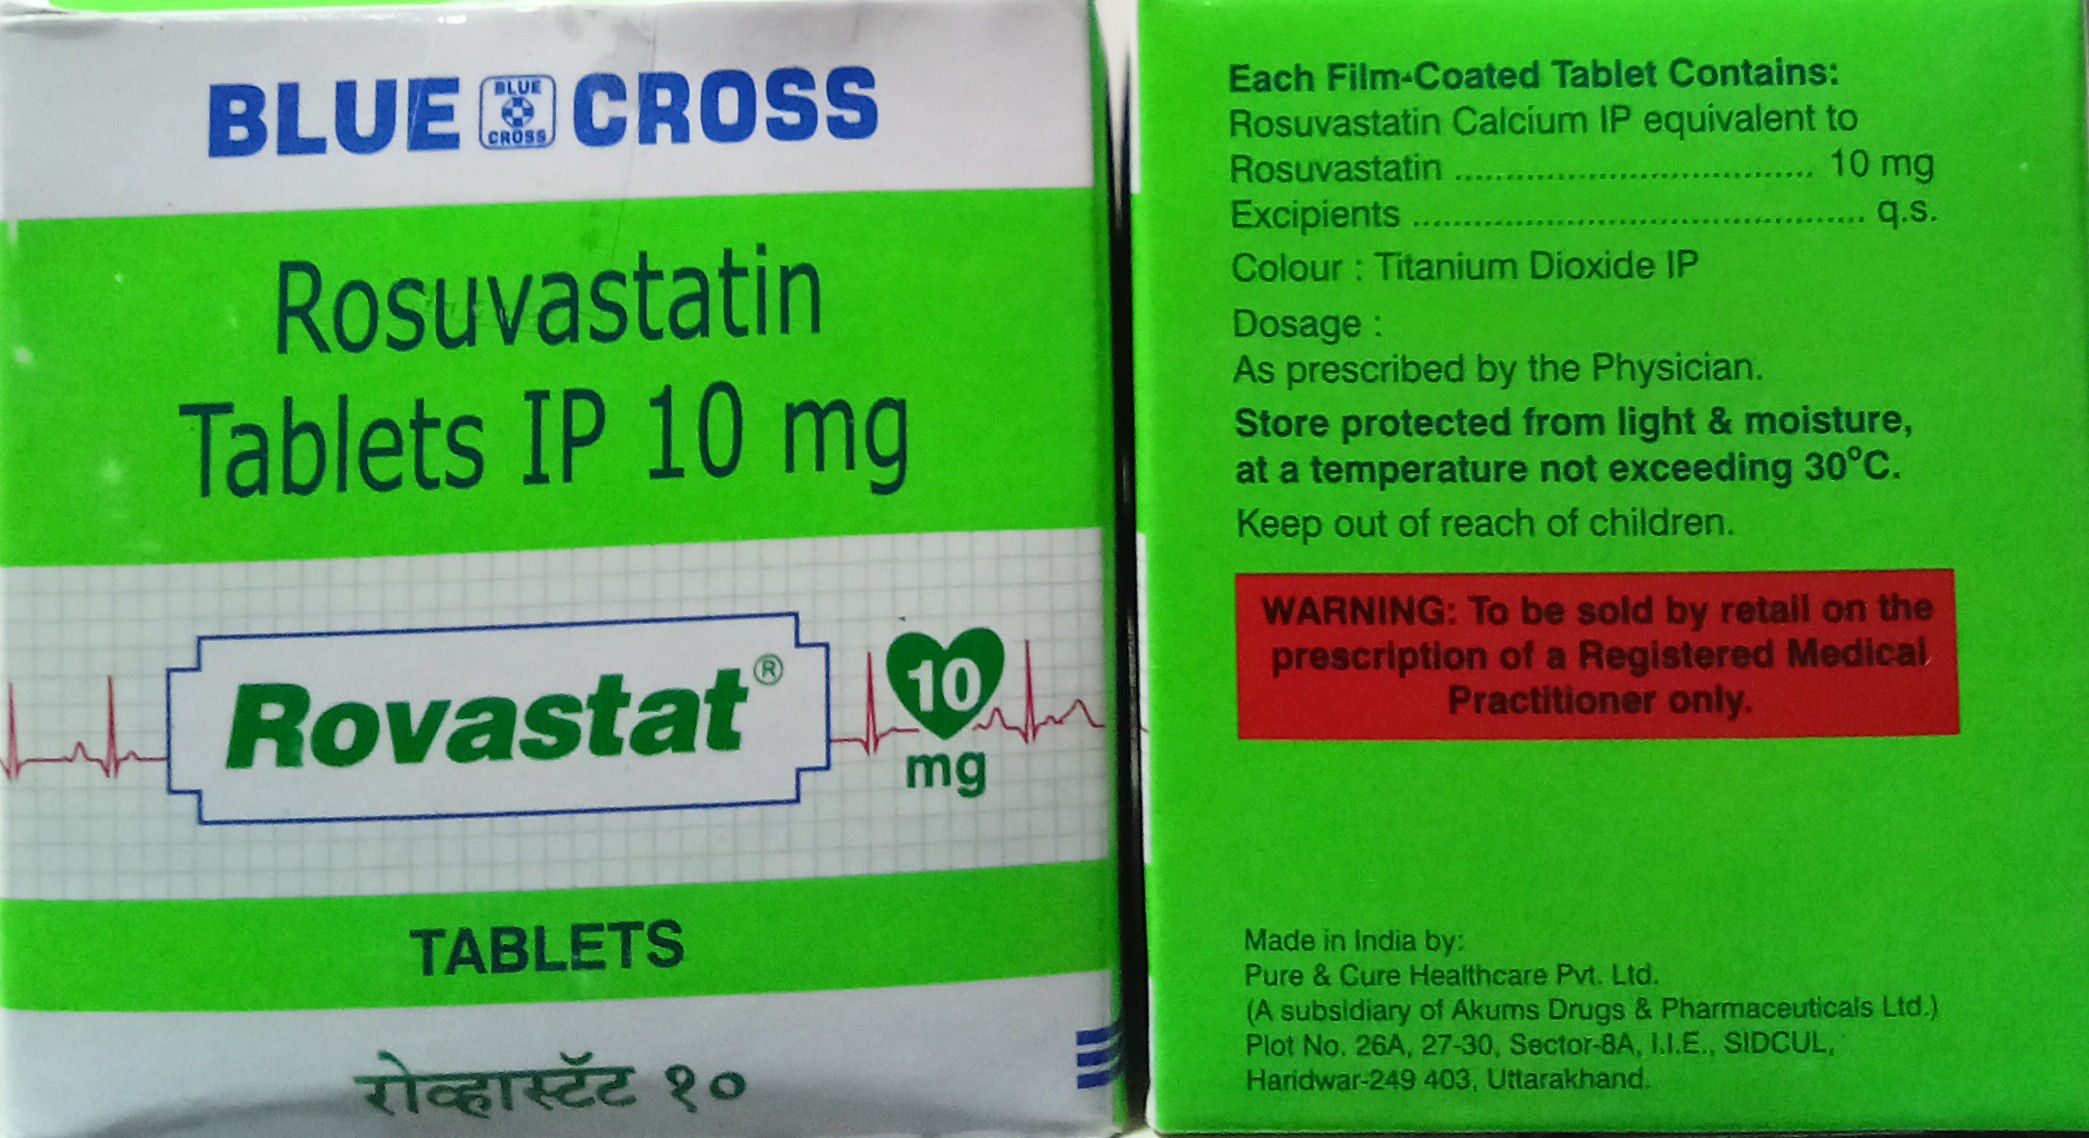 BLUE BLUE CROSS CROSS
Rosuvastatin
Tablets IP 10 mg
Rovastat® 10
mg
TABLETS
रोव्हास्टॅट १०
Each Film-Coated Tablet Contains:
Rosuvastatin Calcium IP equivalent to
Rosuvastatin ................................... 10 mg
Excipients ............................................ q.s.
Colour : Titanium Dioxide IP
Dosage :
As prescribed by the Physician.
Store protected from light & moisture,
at a temperature not exceeding 30°C.
Keep out of reach of children.
WARNING: To be sold by retail on the
prescription of a Registered Medical
Practitioner only.
Made in India by:
Pure & Cure Healthcare Pvt. Ltd.
(A subsidiary of Akums Drugs & Pharmaceuticals Ltd.)
Plot No. 26A, 27-30, Sector-8A, I.I.E., SIDCUL,
Haridwar-249 403, Uttarakhand.